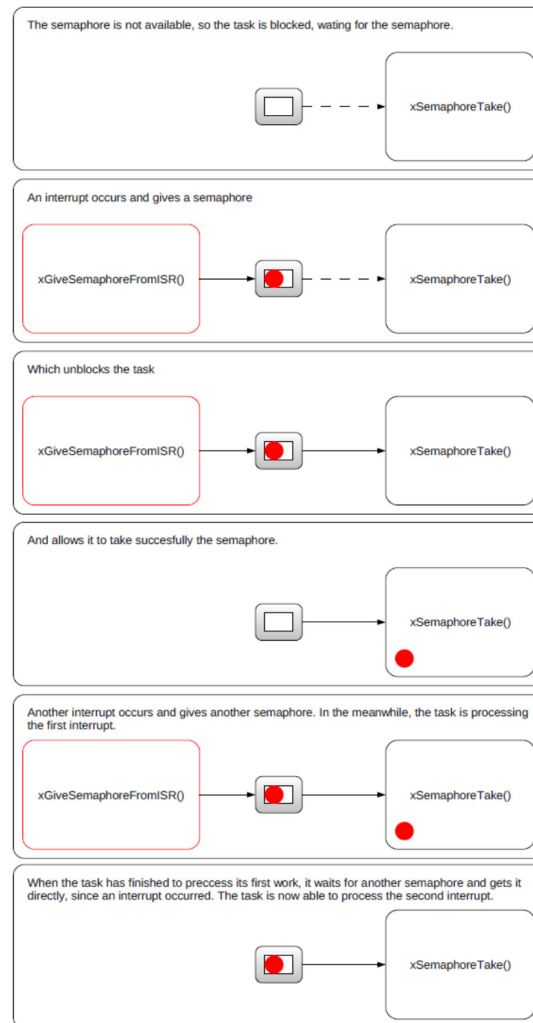 The semaphore is not available, so the task is blocked, wating for the semaphore.
xSemaphoreTake()
An interrupt occurs and gives a semaphore
xGiveSemaphoreFromISR()
xSemaphoreTake()
Which unblocks the task
xGiveSemaphoreFromISR()
xSemaphoreTake()
And allows it to take succesfully the semaphore.
xSemaphoreTake()
Another interrupt occurs and gives another semaphore. In the meanwhile, the task is processing
the first interrupt.
xGiveSemaphoreFromISR()
xSemaphoreTake()
When the task has finished to preccess its first work, it waits for another semaphore and gets it
directly, since an interrupt occurred. The task is now able to process the second interrupt.
xSemaphoreTake()